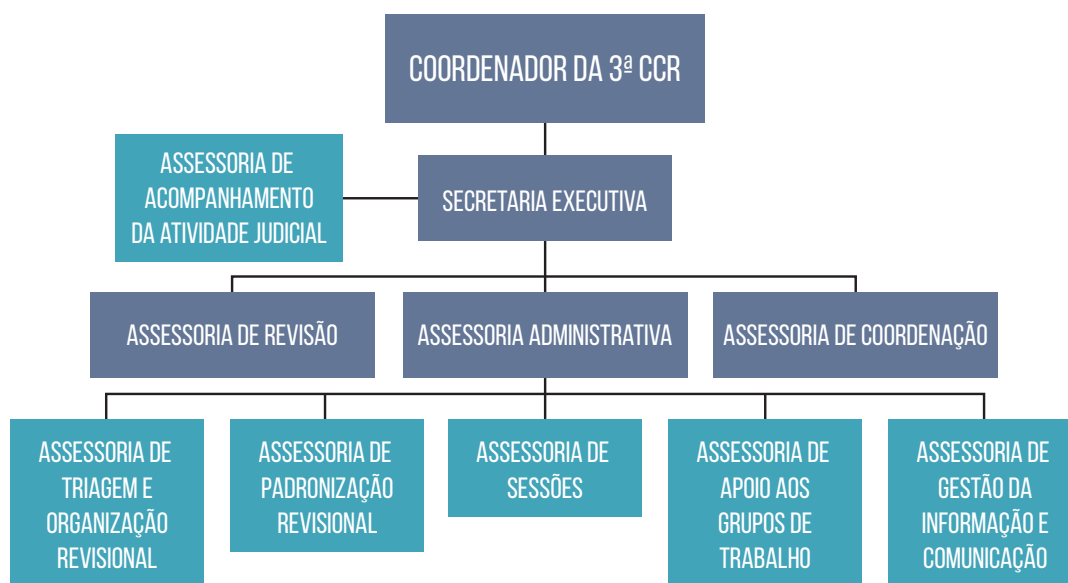 COORDENADOR DA 3ª CCR
ASSESSORIA DE
ACOMPANHAMENTO
DA ATIVIDADE JUDICIAL
SECRETARIA EXECUTIVA
ASSESSORIA DE REVISÃO
ASSESSORIA ADMINISTRATIVA
ASSESSORIA DE COORDENAÇÃO
ASSESSORIA DE
TRIAGEM E
ORGANIZAÇÃO
REVISIONAL
ASSESSORIA DE
PADRONIZAÇÃO
REVISIONAL
ASSESSORIA DE
SESSÕES
ASSESSORIA DE
APOIO AOS
GRUPOS DE
TRABALHO
ASSESSORIA DE
GESTÃO DA
INFORMAÇÃO E
COMUNICAÇÃO